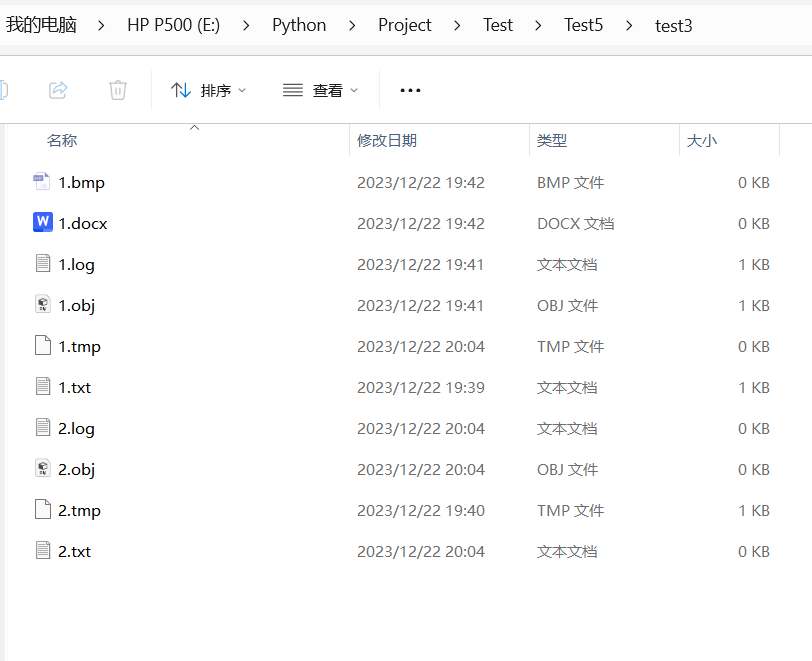 我的电脑 > HP P500 (E:) > Python > Project > Test > Test5 > test3
排序 查看 ...
名称 修改日期 类型 大小
1.bmp 2023/12/22 19:42 BMP 文件 0 KB
1.docx 2023/12/22 19:42 DOCX 文档 0 KB
1.log 2023/12/22 19:41 文本文档 1 KB
1.obj 2023/12/22 19:41 OBJ 文件 1 KB
1.tmp 2023/12/22 20:04 TMP 文件 0 KB
1.txt 2023/12/22 19:39 文本文档 1 KB
2.log 2023/12/22 20:04 文本文档 0 KB
2.obj 2023/12/22 20:04 OBJ 文件 0 KB
2.tmp 2023/12/22 19:40 TMP 文件 1 KB
2.txt 2023/12/22 20:04 文本文档 0 KB